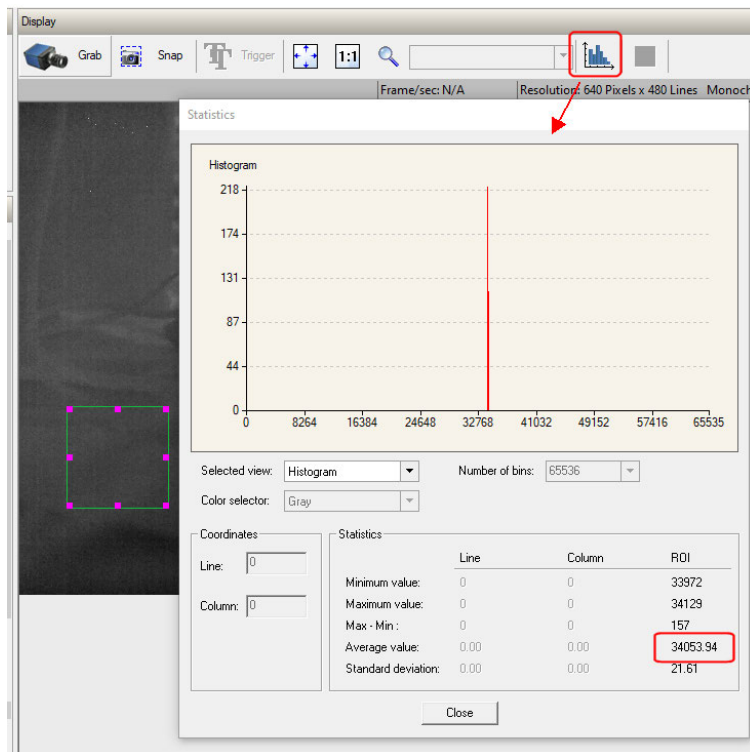 Display
Grab Snap Trigger 1:1
Frame/sec: N/A Resolution: 640 Pixels x 480 Lines Monoch
Statistics
Histogram
218
174
131
87
44
0
0 8264 16384 24648 32768 41032 49152 57416 65535
Selected view: Histogram Number of bins: 65536
Color selector: Gray
Coordinates Statistics
Line Column ROI
Line: 0
Minimum value: 0 0 33972
Column: 0 Maximum value: 0 0 34129
Max - Min : 0 0 157
Average value: 0.00 0.00 34053.94
Standard deviation: 0.00 0.00 21.61
Close